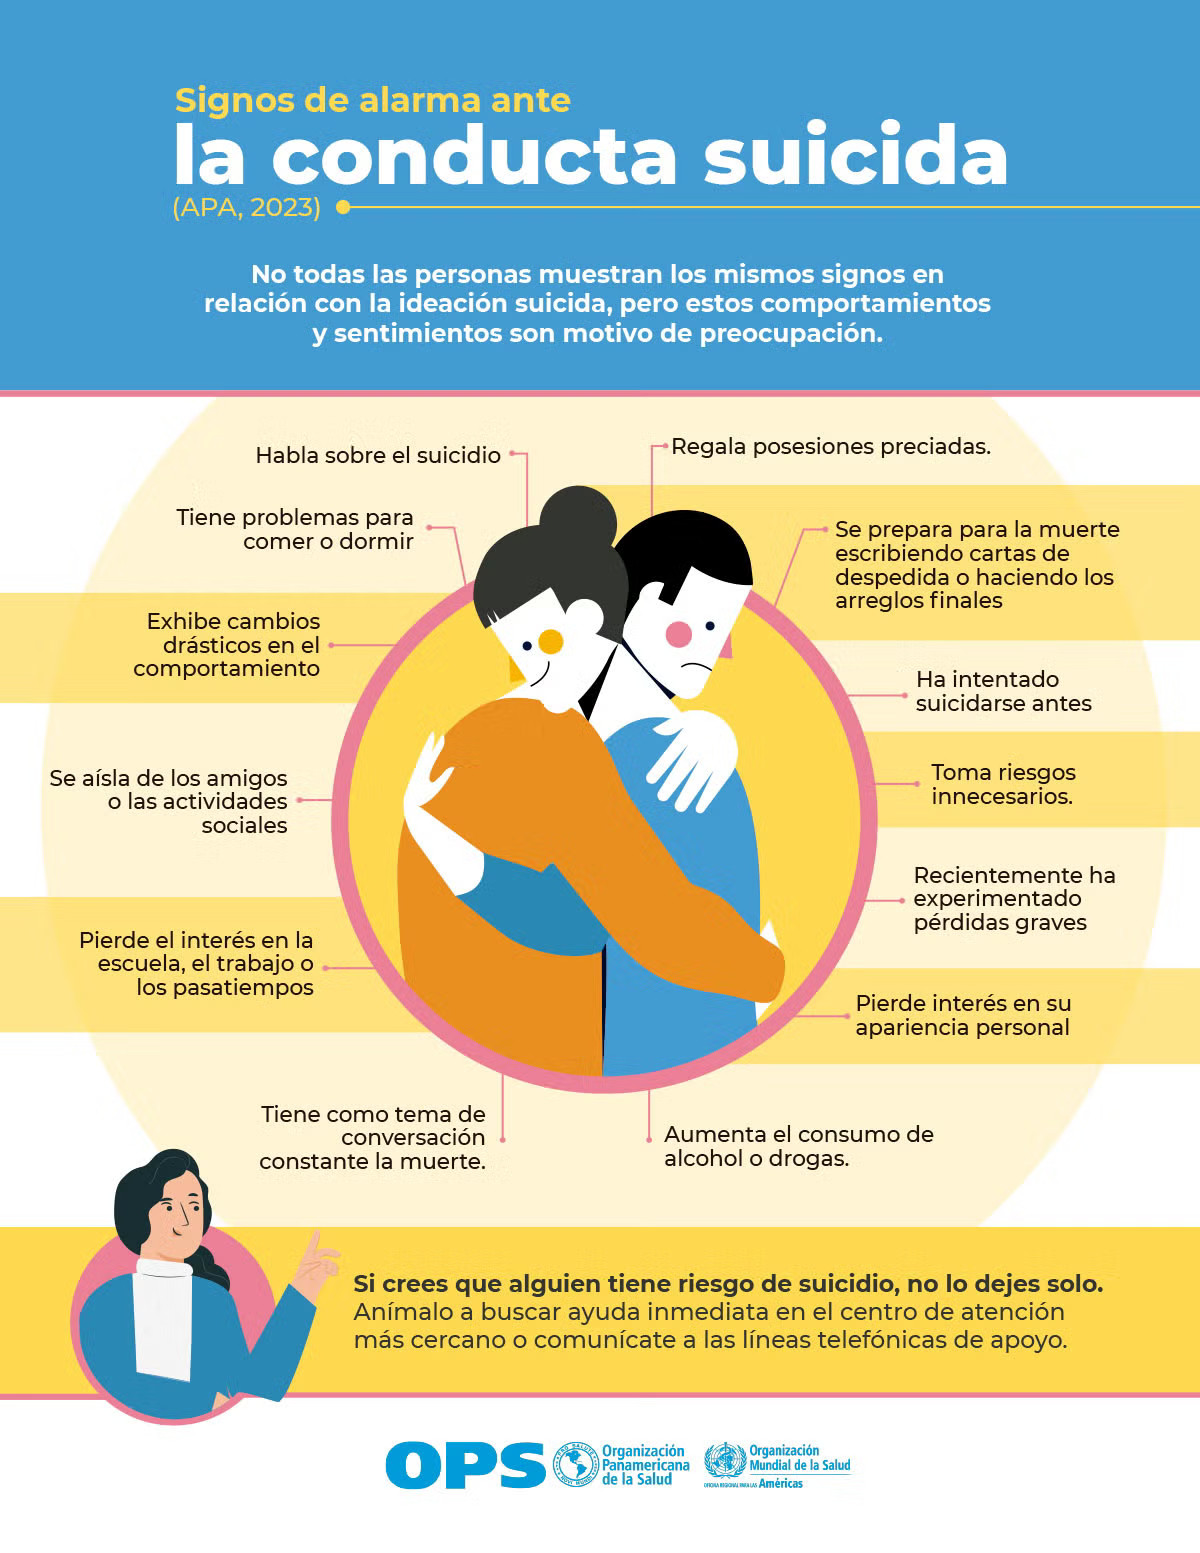 Signos de alarma ante
la conducta suicida
(APA, 2023)
No todas las personas muestran los mismos signos en
relación con la ideación suicida, pero estos comportamientos
y sentimientos son motivo de preocupación.
Habla sobre el suicidio
Tiene problemas para
comer o dormir
Exhibe cambios
drásticos en el
comportamiento
Se aísla de los amigos
o las actividades
sociales
Pierde el interés en la
escuela, el trabajo o
los pasatiempos
Tiene como tema de
conversación
constante la muerte.
Regala posesiones preciadas.
Se prepara para la muerte
escribiendo cartas de
despedida o haciendo los
arreglos finales
Ha intentado
suicidarse antes
Toma riesgos
innecesarios.
Recientemente ha
experimentado
pérdidas graves
Pierde interés en su
apariencia personal
Aumenta el consumo de
alcohol o drogas.
Si crees que alguien tiene riesgo de suicidio, no lo dejes solo.
Anímalo a buscar ayuda inmediata en el centro de atención
más cercano o comunícate a las líneas telefónicas de apoyo.
OPS
PRO SALUTE
NOVI MUNDI
Organización
Panamericana
de la Salud
Organización
Mundial de la Salud
OFICINA REGIONAL PARA LAS Américas